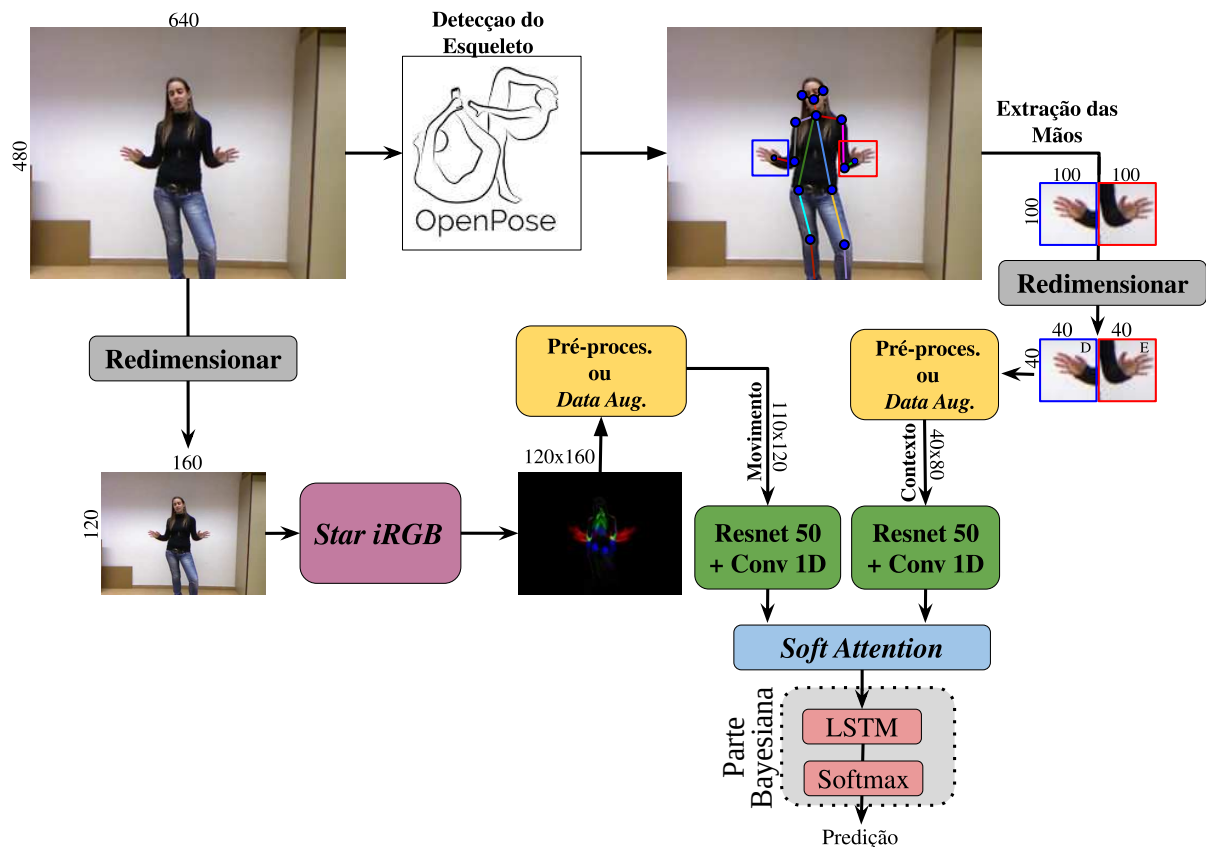 640
480
Detecçao do
Esqueleto
OpenPose
Extração das
Mãos
100
100
100
Redimensionar
40
40
40
D
E
Redimensionar
160
120
Star iRGB
120x160
Pré-proces.
ou
Data Aug.
Movimento
110x120
Pré-proces.
ou
Data Aug.
Contexto
40x80
Resnet 50
+ Conv 1D
Resnet 50
+ Conv 1D
Soft Attention
Parte
Bayesiana
LSTM
Softmax
Predição